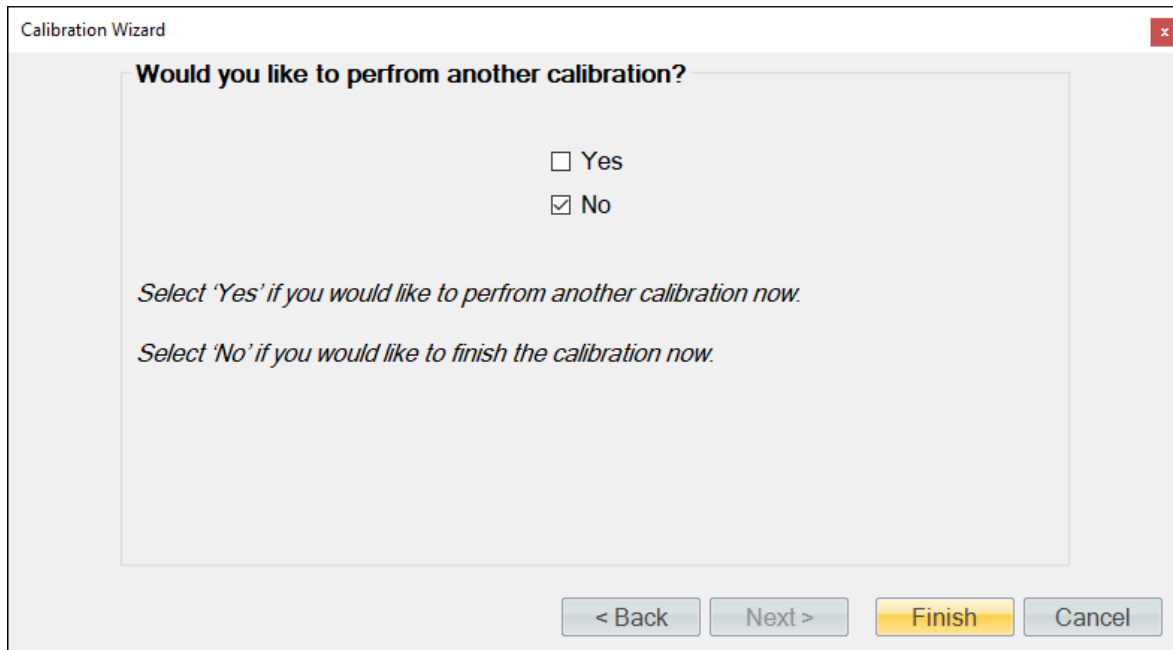 Calibration Wizard
x
Would you like to perfrom another calibration?
Yes
No
Select ‘Yes’ if you would like to perfrom another calibration now.
Select ‘No’ if you would like to finish the calibration now.
< Back Next > Finish Cancel